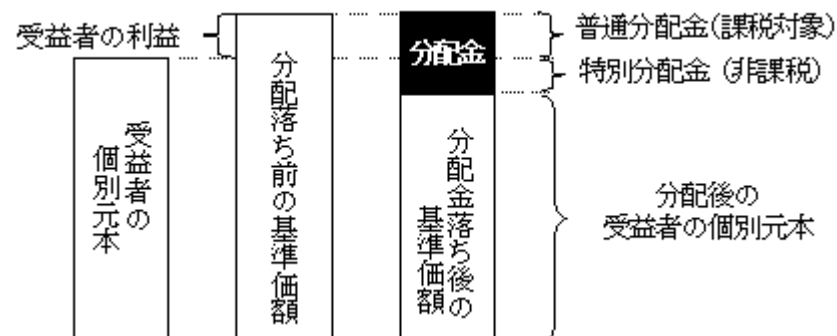 受益者の利益
受益者の
個別元本
分配落ち前の基準価額
分配金
分配金落ち後の
基準価額
普通分配金(課税対象)
特別分配金(非課税)
分配後の
受益者の個別元本